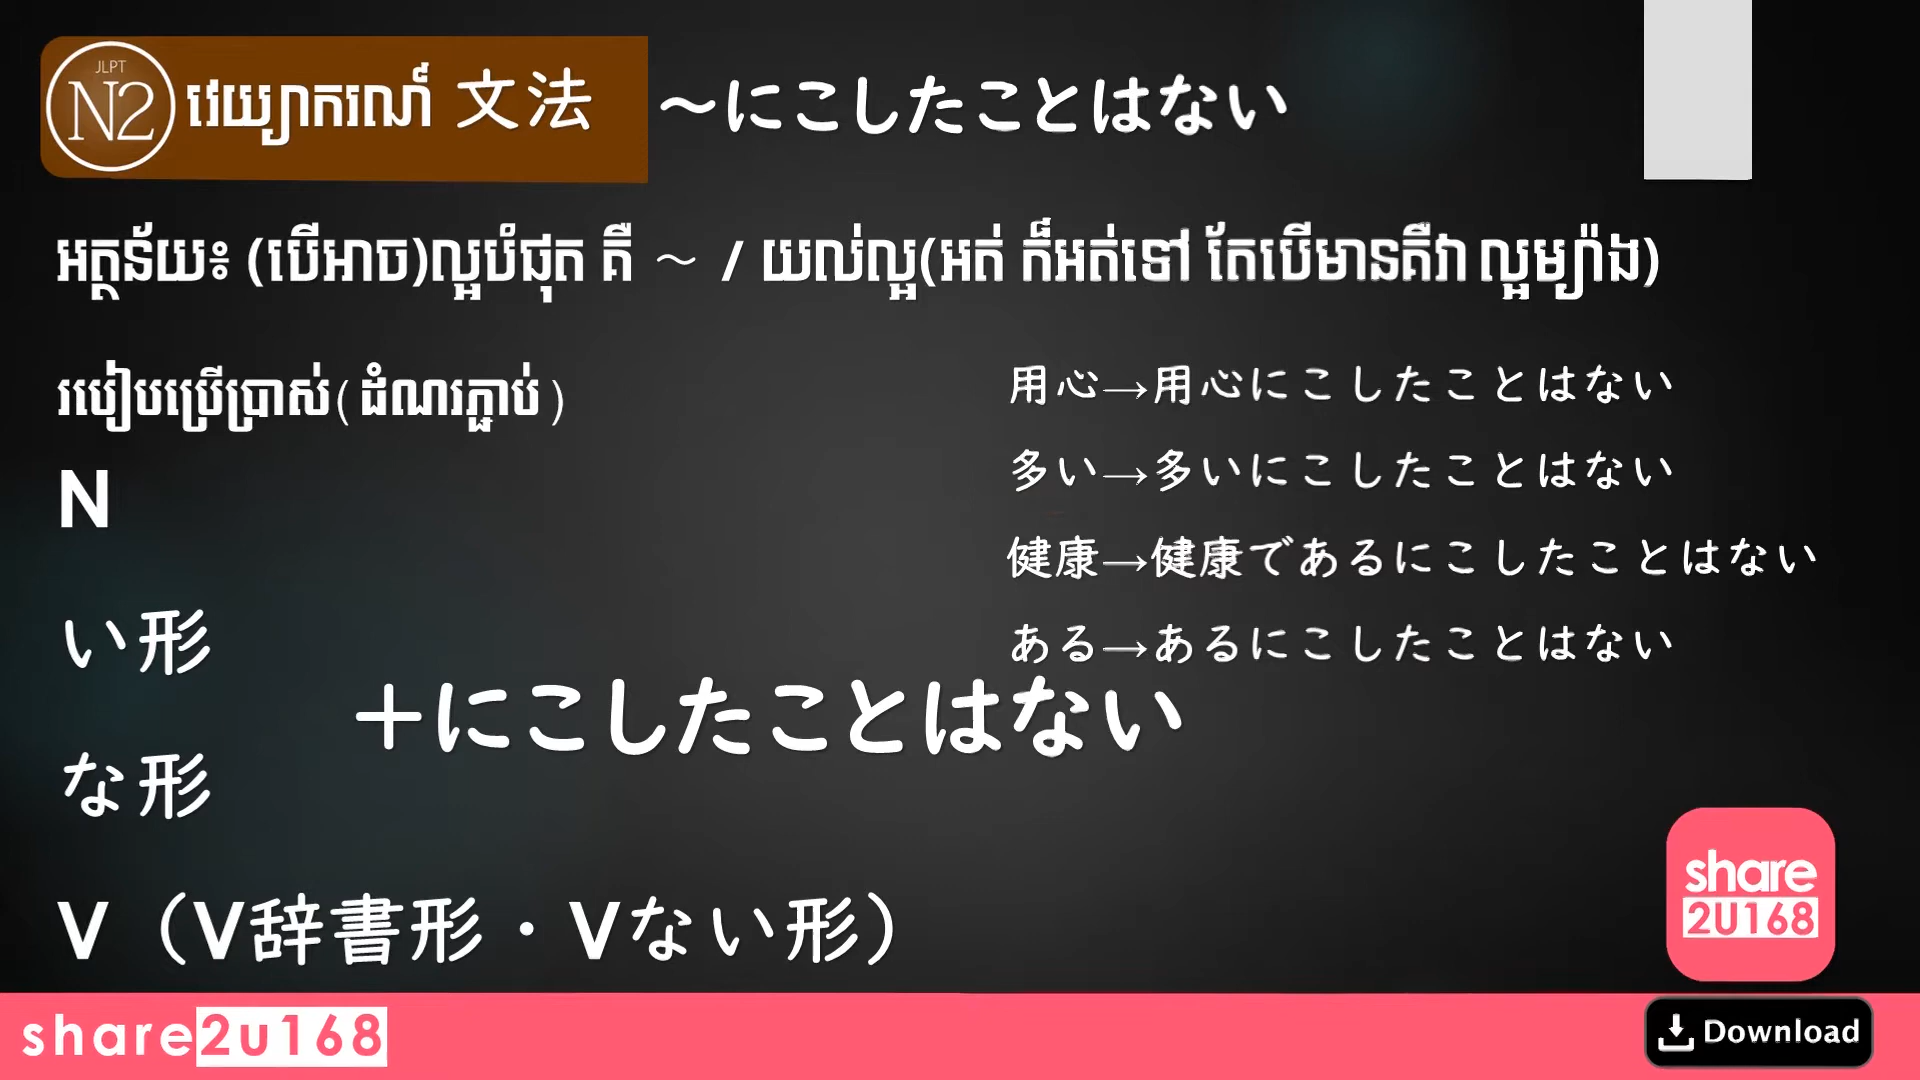 JLPT
N2
វេយ្យាករណ៍ 文法 ～にこしたことはない
អត្ថន័យ៖ (បើអាច)ល្អបំផុត គឺ ～ / យល់ល្អ(អត់ ក៏អត់ទៅ តែបើមានគឺវា ល្អម្យ៉ាង)
របៀបប្រើប្រាស់(ដំណរភ្ជាប់)
N
い形
な形
V（V辞書形・Vない形）
＋にこしたことはない
用心→用心にこしたことはない
多い→多いにこしたことはない
健康→健康であるにこしたことはない
ある→あるにこしたことはない
share
2U168
share2u168
Download